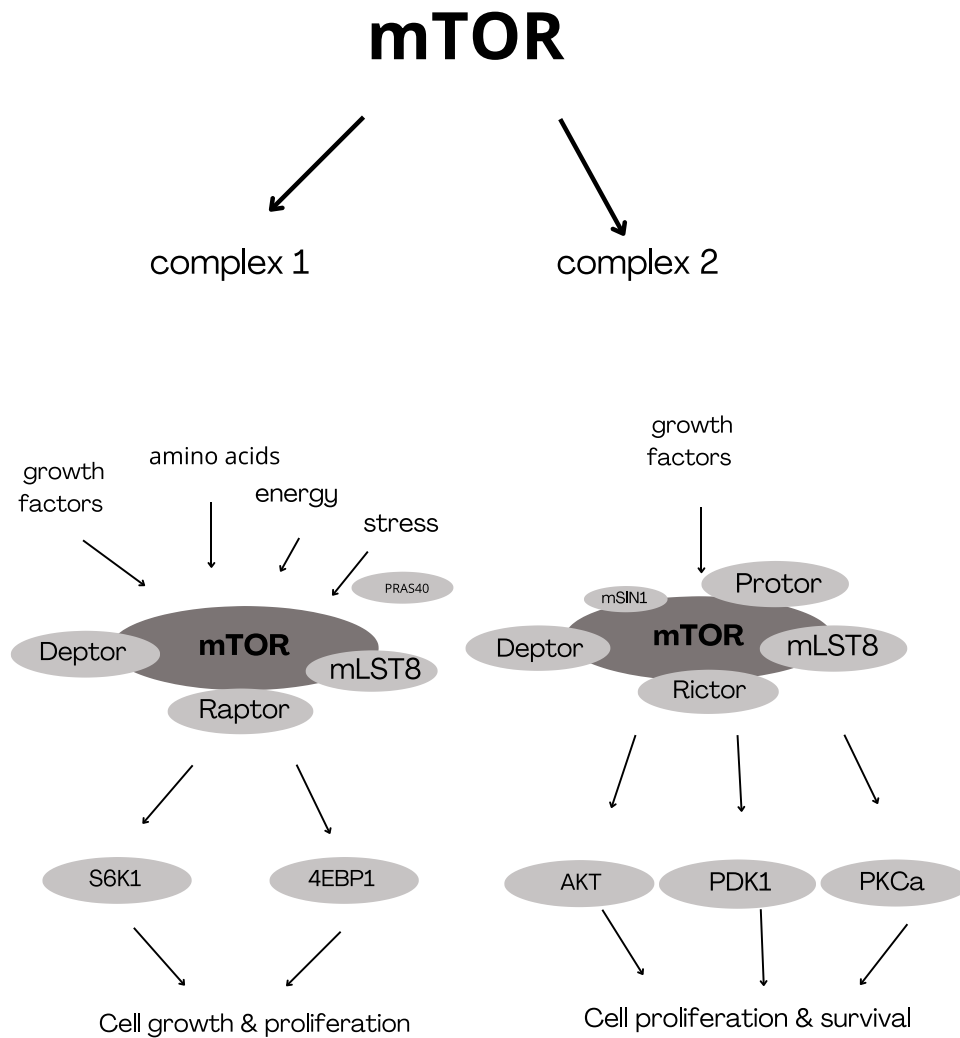 mTOR
complex 1
complex 2
growth
factors
amino acids
energy
stress
PRAS40
Deptor
mTOR
mLST8
Raptor
S6K1
4EBP1
Cell growth & proliferation
growth
factors
mSIN1
Protor
Deptor
mTOR
mLST8
Rictor
AKT
PDK1
PKCa
Cell proliferation & survival